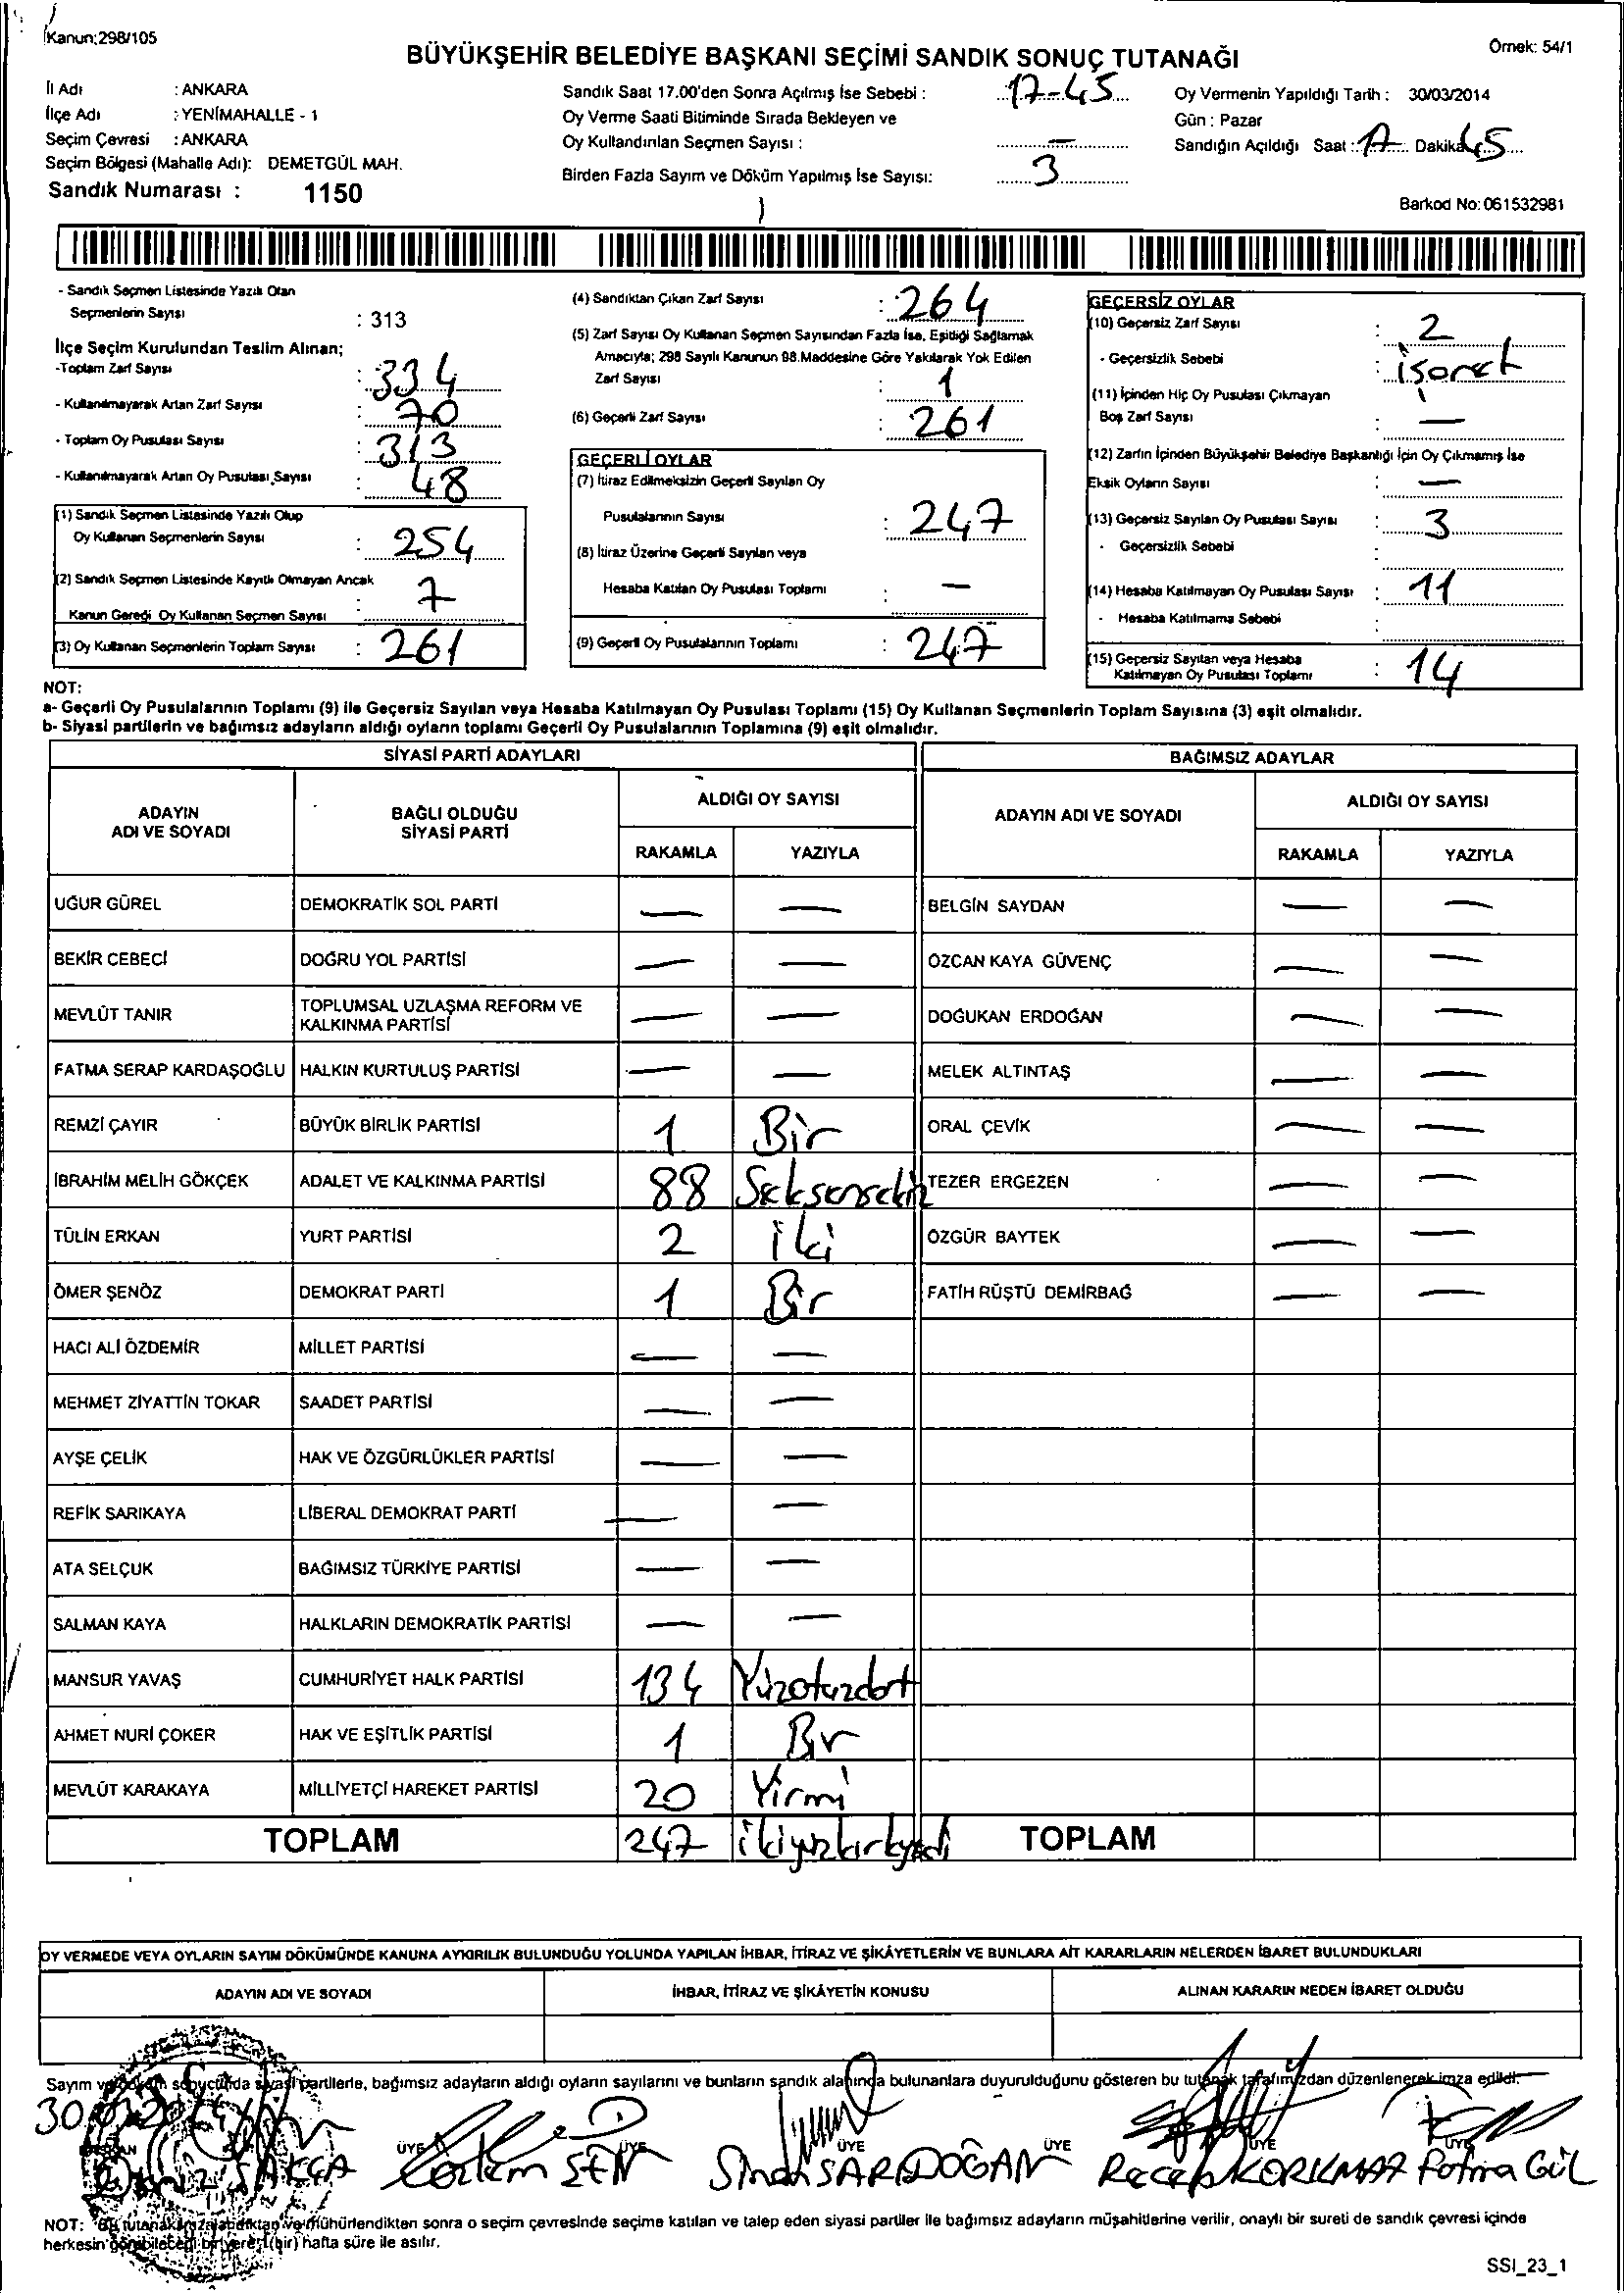 Kanun;298/105
Örnek: 54/1
BÜYÜKŞEHİR BELEDİYE BAŞKANI SEÇİMİ SANDIK SONUÇ TUTANAĞI
İl Adı : ANKARA
İlçe Adı : YENİMAHALLE - 1
Seçim Çevresi : ANKARA
Seçim Bölgesi (Mahalle Adı): DEMETGÜL MAH.
Sandık Numarası : 1150
Sandık Saat 17.00'den Sonra Açılmış İse Sebebi : 17-45
Oy Verme Saati Bitiminde Sırada Bekleyen ve
Oy Kullandırılan Seçmen Sayısı : —
Birden Fazla Sayım ve Döküm Yapılmış İse Sayısı: 3
Oy Vermenin Yapıldığı Tarih : 30/03/2014
Gün : Pazar
Sandığın Açıldığı Saat : 17 Dakika 45
Barkod No: 061532981
- Sandık Seçmen Listesinde Yazılı Olan
Seçmenlerin Sayısı : 313
İlçe Seçim Kurulundan Teslim Alınan;
-Toplam Zarf Sayısı : 334
- Kullanılmayarak Artan Zarf Sayısı : 70
- Toplam Oy Pusulası Sayısı : 313
- Kullanılmayarak Artan Oy Pusulası Sayısı : 48
(1) Sandık Seçmen Listesinde Yazılı Olup
Oy Kullanan Seçmenlerin Sayısı : 254
(2) Sandık Seçmen Listesinde Kayıtlı Olmayan Ancak
Kanun Gereği Oy Kullanan Seçmen Sayısı : 7
(3) Oy Kullanan Seçmenlerin Toplam Sayısı : 261
(4) Sandıktan Çıkan Zarf Sayısı : 264
(5) Zarf Sayısı Oy Kullanan Seçmen Sayısından Fazla İse, Eşitliği Sağlamak
Amacıyla; 298 Sayılı Kanunun 98.Maddesine Göre Yakılarak Yok Edilen
Zarf Sayısı : 1
(6) Geçerli Zarf Sayısı : 261
GEÇERLİ OYLAR
(7) İtiraz Edilmeksizin Geçerli Sayılan Oy
Pusulalarının Sayısı : 247
(8) İtiraz Üzerine Geçerli Sayılan veya
Hesaba Katılan Oy Pusulası Toplamı : —
(9) Geçerli Oy Pusulalarının Toplamı : 247
GEÇERSİZ OYLAR
(10) Geçersiz Zarf Sayısı : 2
- Geçersizlik Sebebi : işaret
(11) İçinden Hiç Oy Pusulası Çıkmayan
Boş Zarf Sayısı : —
(12) Zarfın İçinden Büyükşehir Belediye Başkanlığı İçin Oy Çıkmamış İse
Eksik Oyların Sayısı : —
(13) Geçersiz Sayılan Oy Pusulası Sayısı : 3
- Geçersizlik Sebebi :
(14) Hesaba Katılmayan Oy Pusulası Sayısı : 11
- Hesaba Katılmama Sebebi :
(15) Geçersiz Sayılan veya Hesaba
Katılmayan Oy Pusulası Toplamı : 14
NOT:
a- Geçerli Oy Pusulalarının Toplamı (9) ile Geçersiz Sayılan veya Hesaba Katılmayan Oy Pusulası Toplamı (15) Oy Kullanan Seçmenlerin Toplam Sayısına (3) eşit olmalıdır.
b- Siyasi partilerin ve bağımsız adayların aldığı oyların toplamı Geçerli Oy Pusulalarının Toplamına (9) eşit olmalıdır.
SİYASİ PARTİ ADAYLARI
ADAYIN ADI VE SOYADI
BAĞLI OLDUĞU SİYASİ PARTİ
ALDIĞI OY SAYISI
RAKAMLA YAZIYLA
UĞUR GÜREL DEMOKRATİK SOL PARTİ — —
BEKİR CEBECİ DOĞRU YOL PARTİSİ — —
MEVLÜT TANIR TOPLUMSAL UZLAŞMA REFORM VE KALKINMA PARTİSİ — —
FATMA SERAP KARDAŞOĞLU HALKIN KURTULUŞ PARTİSİ — —
REMZİ ÇAYIR BÜYÜK BİRLİK PARTİSİ 1 Bir
İBRAHİM MELİH GÖKÇEK ADALET VE KALKINMA PARTİSİ 88 Seksensekiz
TÜLİN ERKAN YURT PARTİSİ 2 iki
ÖMER ŞENÖZ DEMOKRAT PARTİ 1 Bir
HACI ALİ ÖZDEMİR MİLLET PARTİSİ — —
MEHMET ZİYATTİN TOKAR SAADET PARTİSİ — —
AYŞE ÇELİK HAK VE ÖZGÜRLÜKLER PARTİSİ — —
REFİK SARIKAYA LİBERAL DEMOKRAT PARTİ — —
ATA SELÇUK BAĞIMSIZ TÜRKİYE PARTİSİ — —
SALMAN KAYA HALKLARIN DEMOKRATİK PARTİSİ — —
MANSUR YAVAŞ CUMHURİYET HALK PARTİSİ 134 Yüzotuzdört
AHMET NURİ ÇOKER HAK VE EŞİTLİK PARTİSİ 1 Bir
MEVLÜT KARAKAYA MİLLİYETÇİ HAREKET PARTİSİ 20 Yirmi
TOPLAM 247 ikiyüzkırkyedi
BAĞIMSIZ ADAYLAR
ADAYIN ADI VE SOYADI
ALDIĞI OY SAYISI
RAKAMLA YAZIYLA
BELGİN SAYDAN — —
ÖZCAN KAYA GÜVENÇ — —
DOĞUKAN ERDOĞAN — —
MELEK ALTINTAŞ — —
ORAL ÇEVİK — —
TEZER ERGEZEN — —
ÖZGÜR BAYTEK — —
FATİH RÜŞTÜ DEMİRBAĞ — —
TOPLAM
OY VERMEDE VEYA OYLARIN SAYIM DÖKÜMÜNDE KANUNA AYKIRILIK BULUNDUĞU YOLUNDA YAPILAN İHBAR, İTİRAZ VE ŞİKÂYETLERİN VE BUNLARA AİT KARARLARIN NELERDEN İBARET BULUNDUKLARI
ADAYIN ADI VE SOYADI
İHBAR, İTİRAZ VE ŞİKÂYETİN KONUSU
ALINAN KARARIN NEDEN İBARET OLDUĞU
Sayım ve döküm sonucunda siyasi partilerle, bağımsız adayların aldığı oyların sayılarını ve bunların sandık alanında bulunanlara duyurulduğunu gösteren bu tutanak tarafımızdan düzenlenerek imza edildi.
ÜYE ÜYE ÜYE ÜYE ÜYE ÜYE
AKÇA Özlem ŞEN Sinan SARIDOĞAN Recep KORKMAZ Fatma GÜL
NOT: Bu tutanak imzalandıktan ve mühürlendikten sonra o seçim çevresinde seçime katılan ve talep eden siyasi partiler ile bağımsız adayların müşahitlerine verilir, onaylı bir sureti de sandık çevresi içinde
herkesin görebileceği bir yere 1 (bir) hafta süre ile asılır.
SSI_23_1